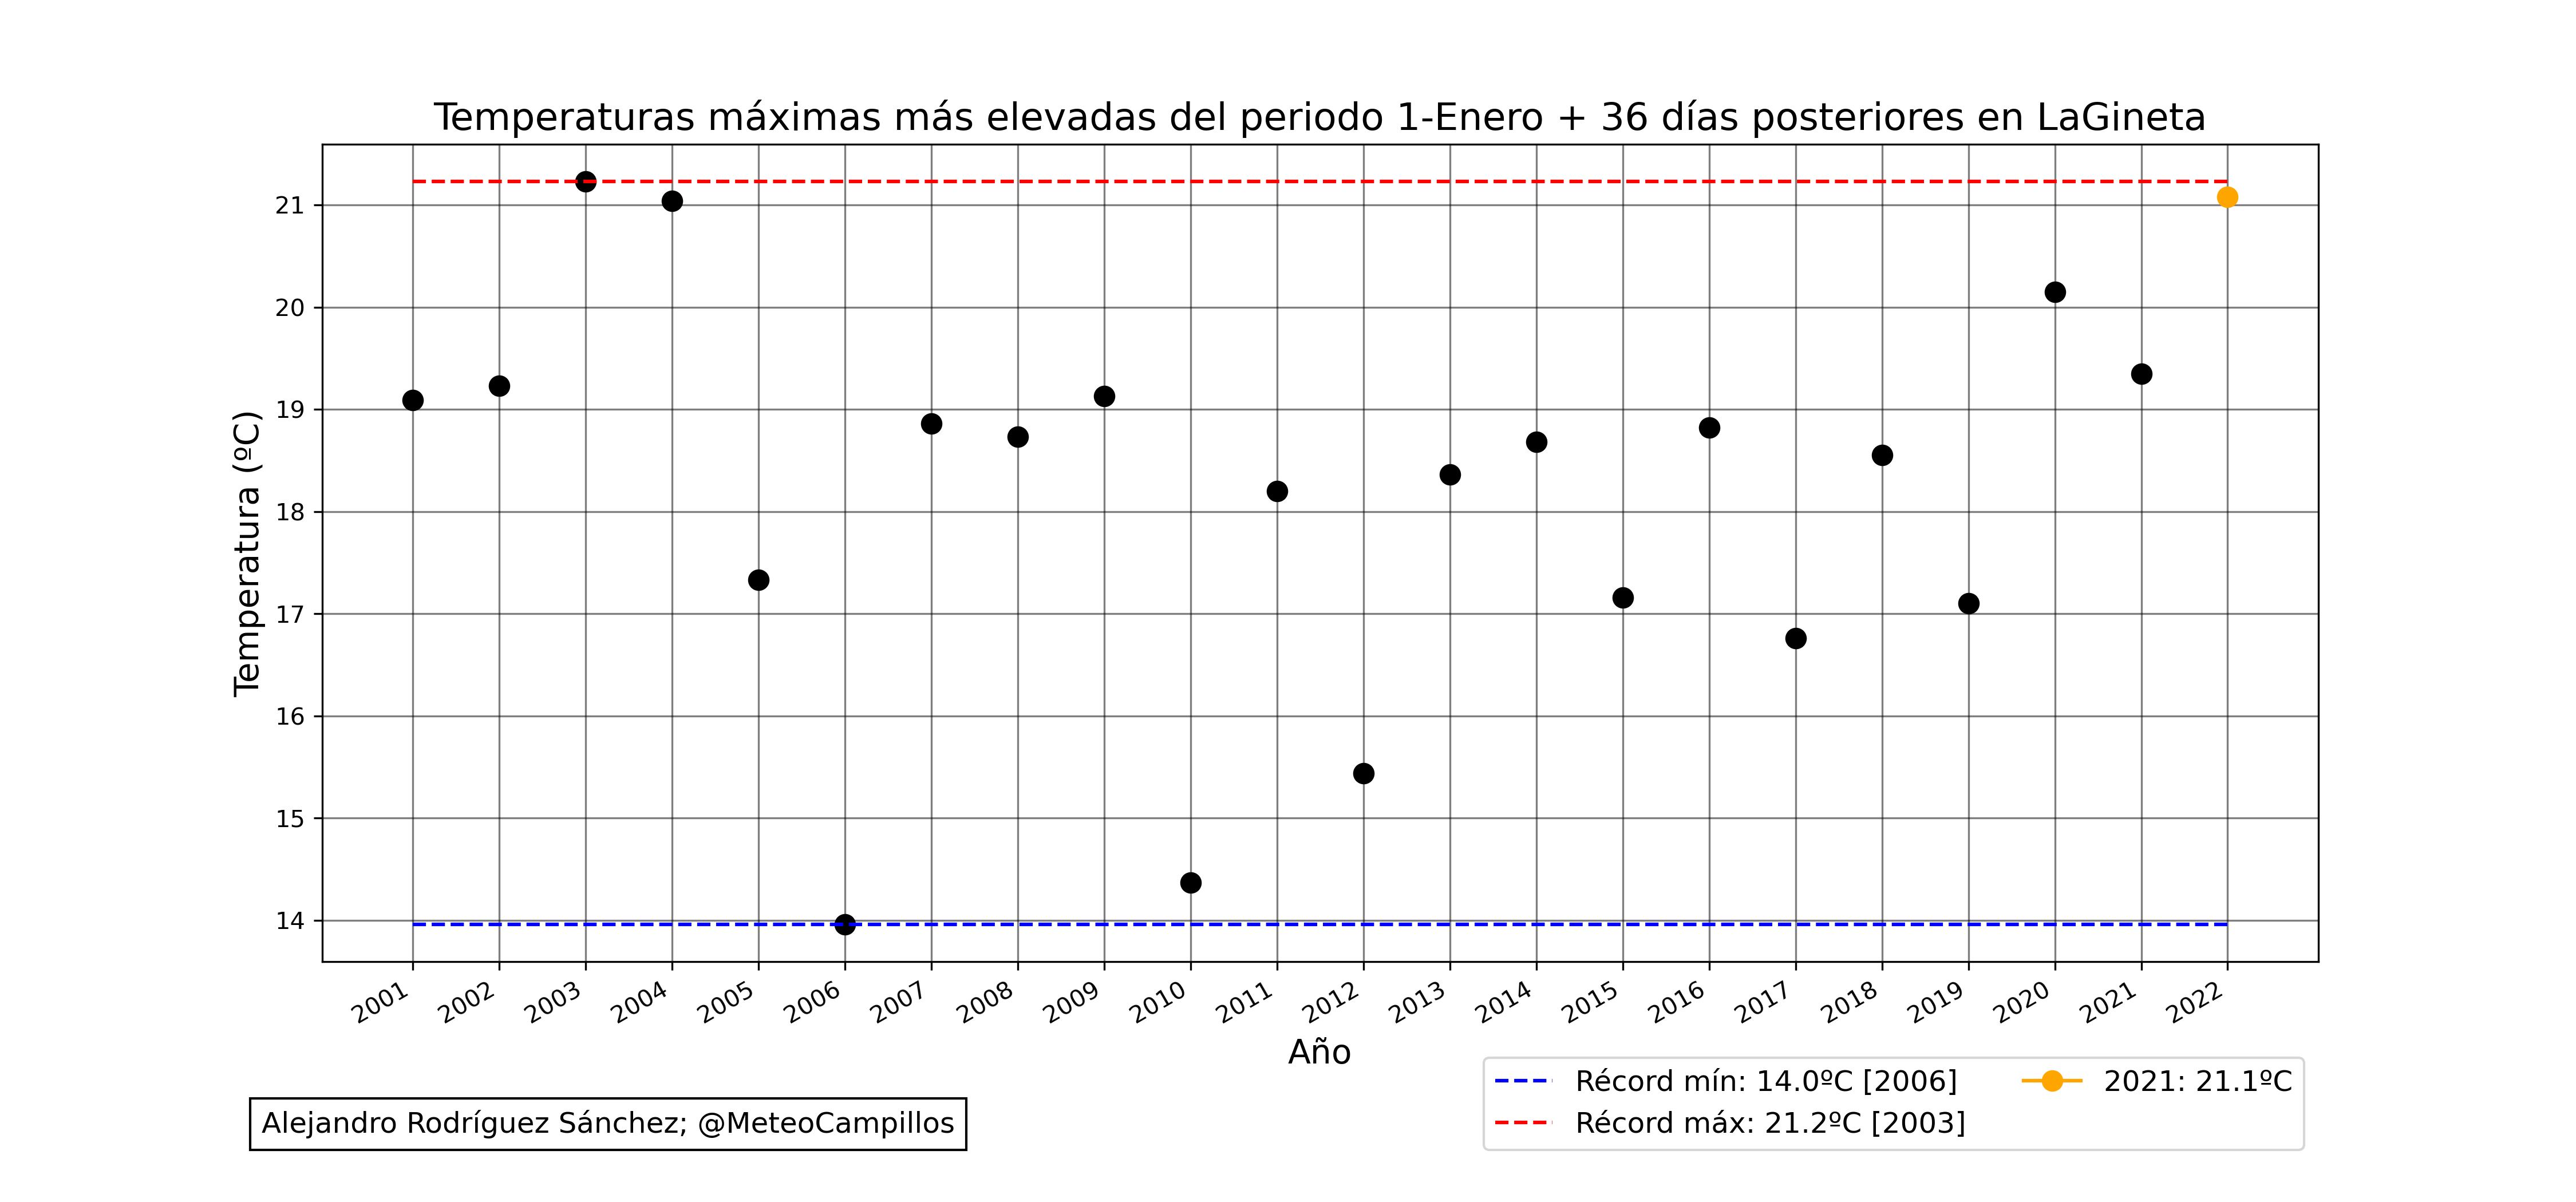 Temperaturas máximas más elevadas del periodo 1-Enero + 36 días posteriores en LaGineta
Temperatura (ºC)
21
20
19
18
17
16
15
14
2001 2002 2003 2004 2005 2006 2007 2008 2009 2010 2011 2012 2013 2014 2015 2016 2017 2018 2019 2020 2021 2022
Año
Récord mín: 14.0ºC [2006]
Récord máx: 21.2ºC [2003]
2021: 21.1ºC
Alejandro Rodríguez Sánchez; @MeteoCampillos